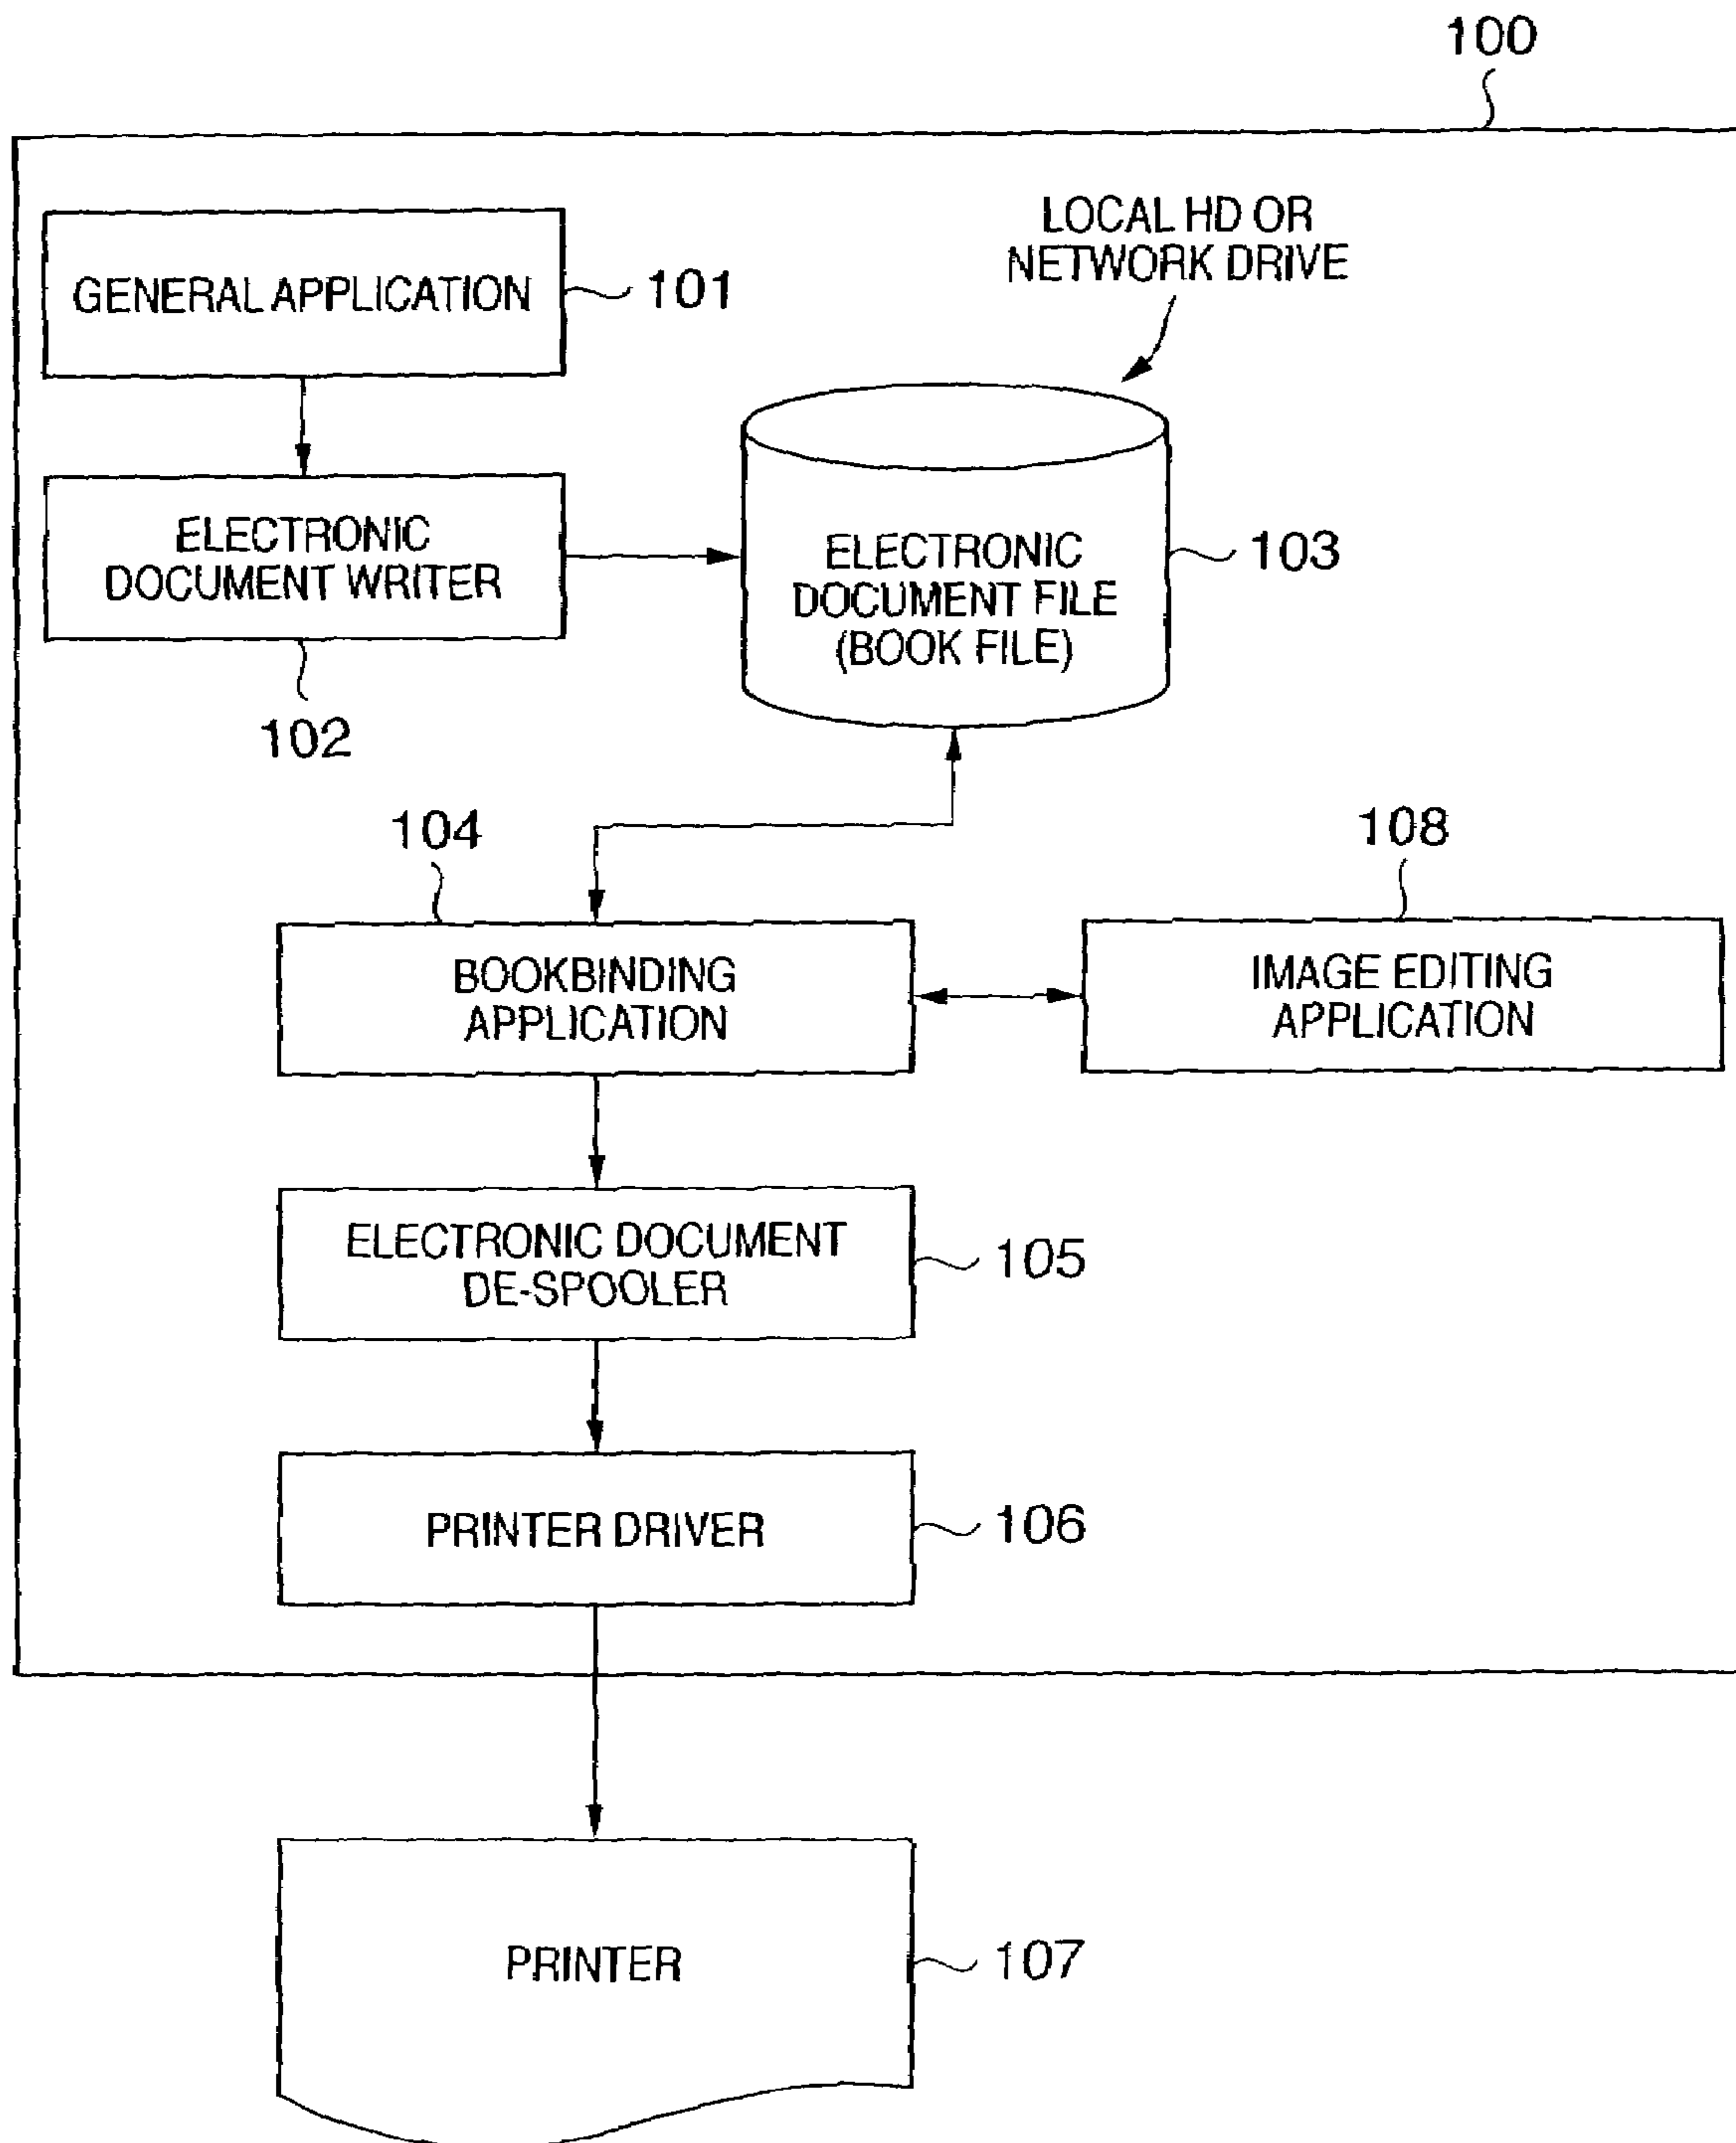 100
LOCAL HD OR
NETWORK DRIVE
GENERAL APPLICATION
101
ELECTRONIC
DOCUMENT WRITER
102
ELECTRONIC
DOCUMENT FILE
(BOOK FILE)
103
104
108
BOOKBINDING
APPLICATION
IMAGE EDITING
APPLICATION
ELECTRONIC DOCUMENT
DE-SPOOLER
105
PRINTER DRIVER
106
PRINTER
107